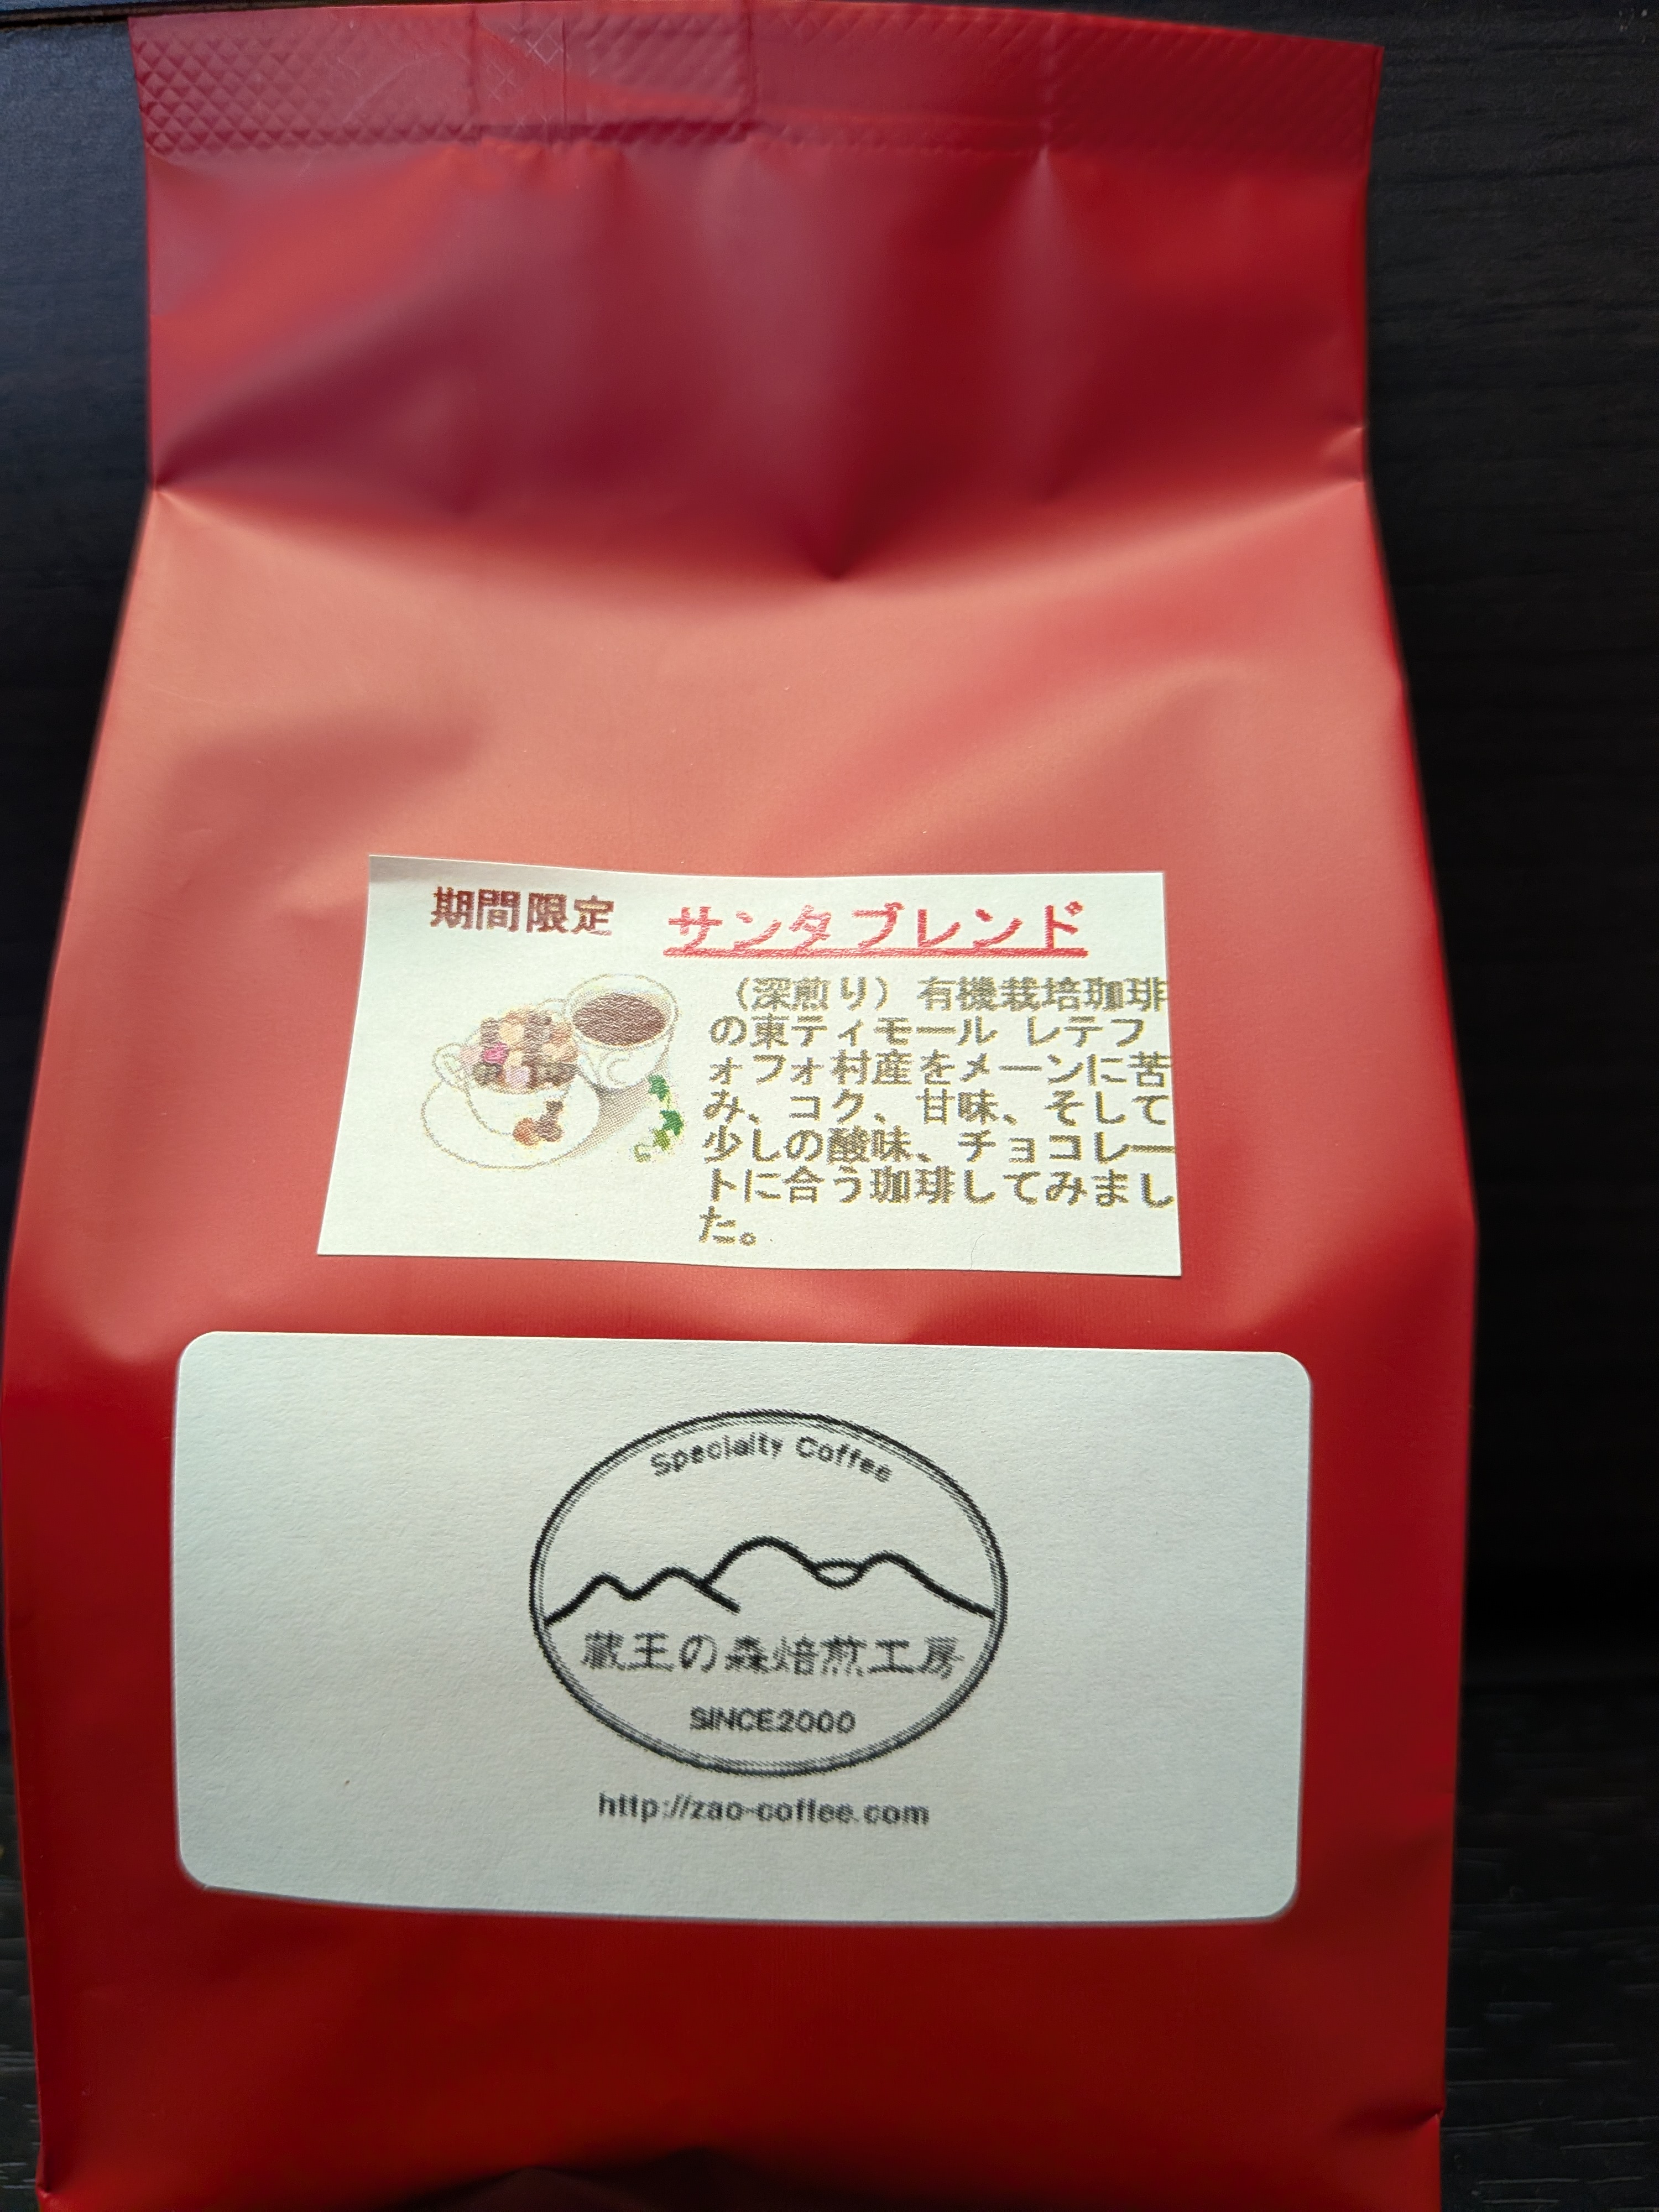 期間限定 サンタブレンド
（深煎り）有機栽培珈琲
の東ティモール レテフ
ォフォ村産をメーンに苦
み、コク、甘味、そして
少しの酸味、チョコレー
トに合う珈琲してみまし
た。
Specialty Coffee
蔵王の森焙煎工房
SINCE2000
http://zao-coffee.com